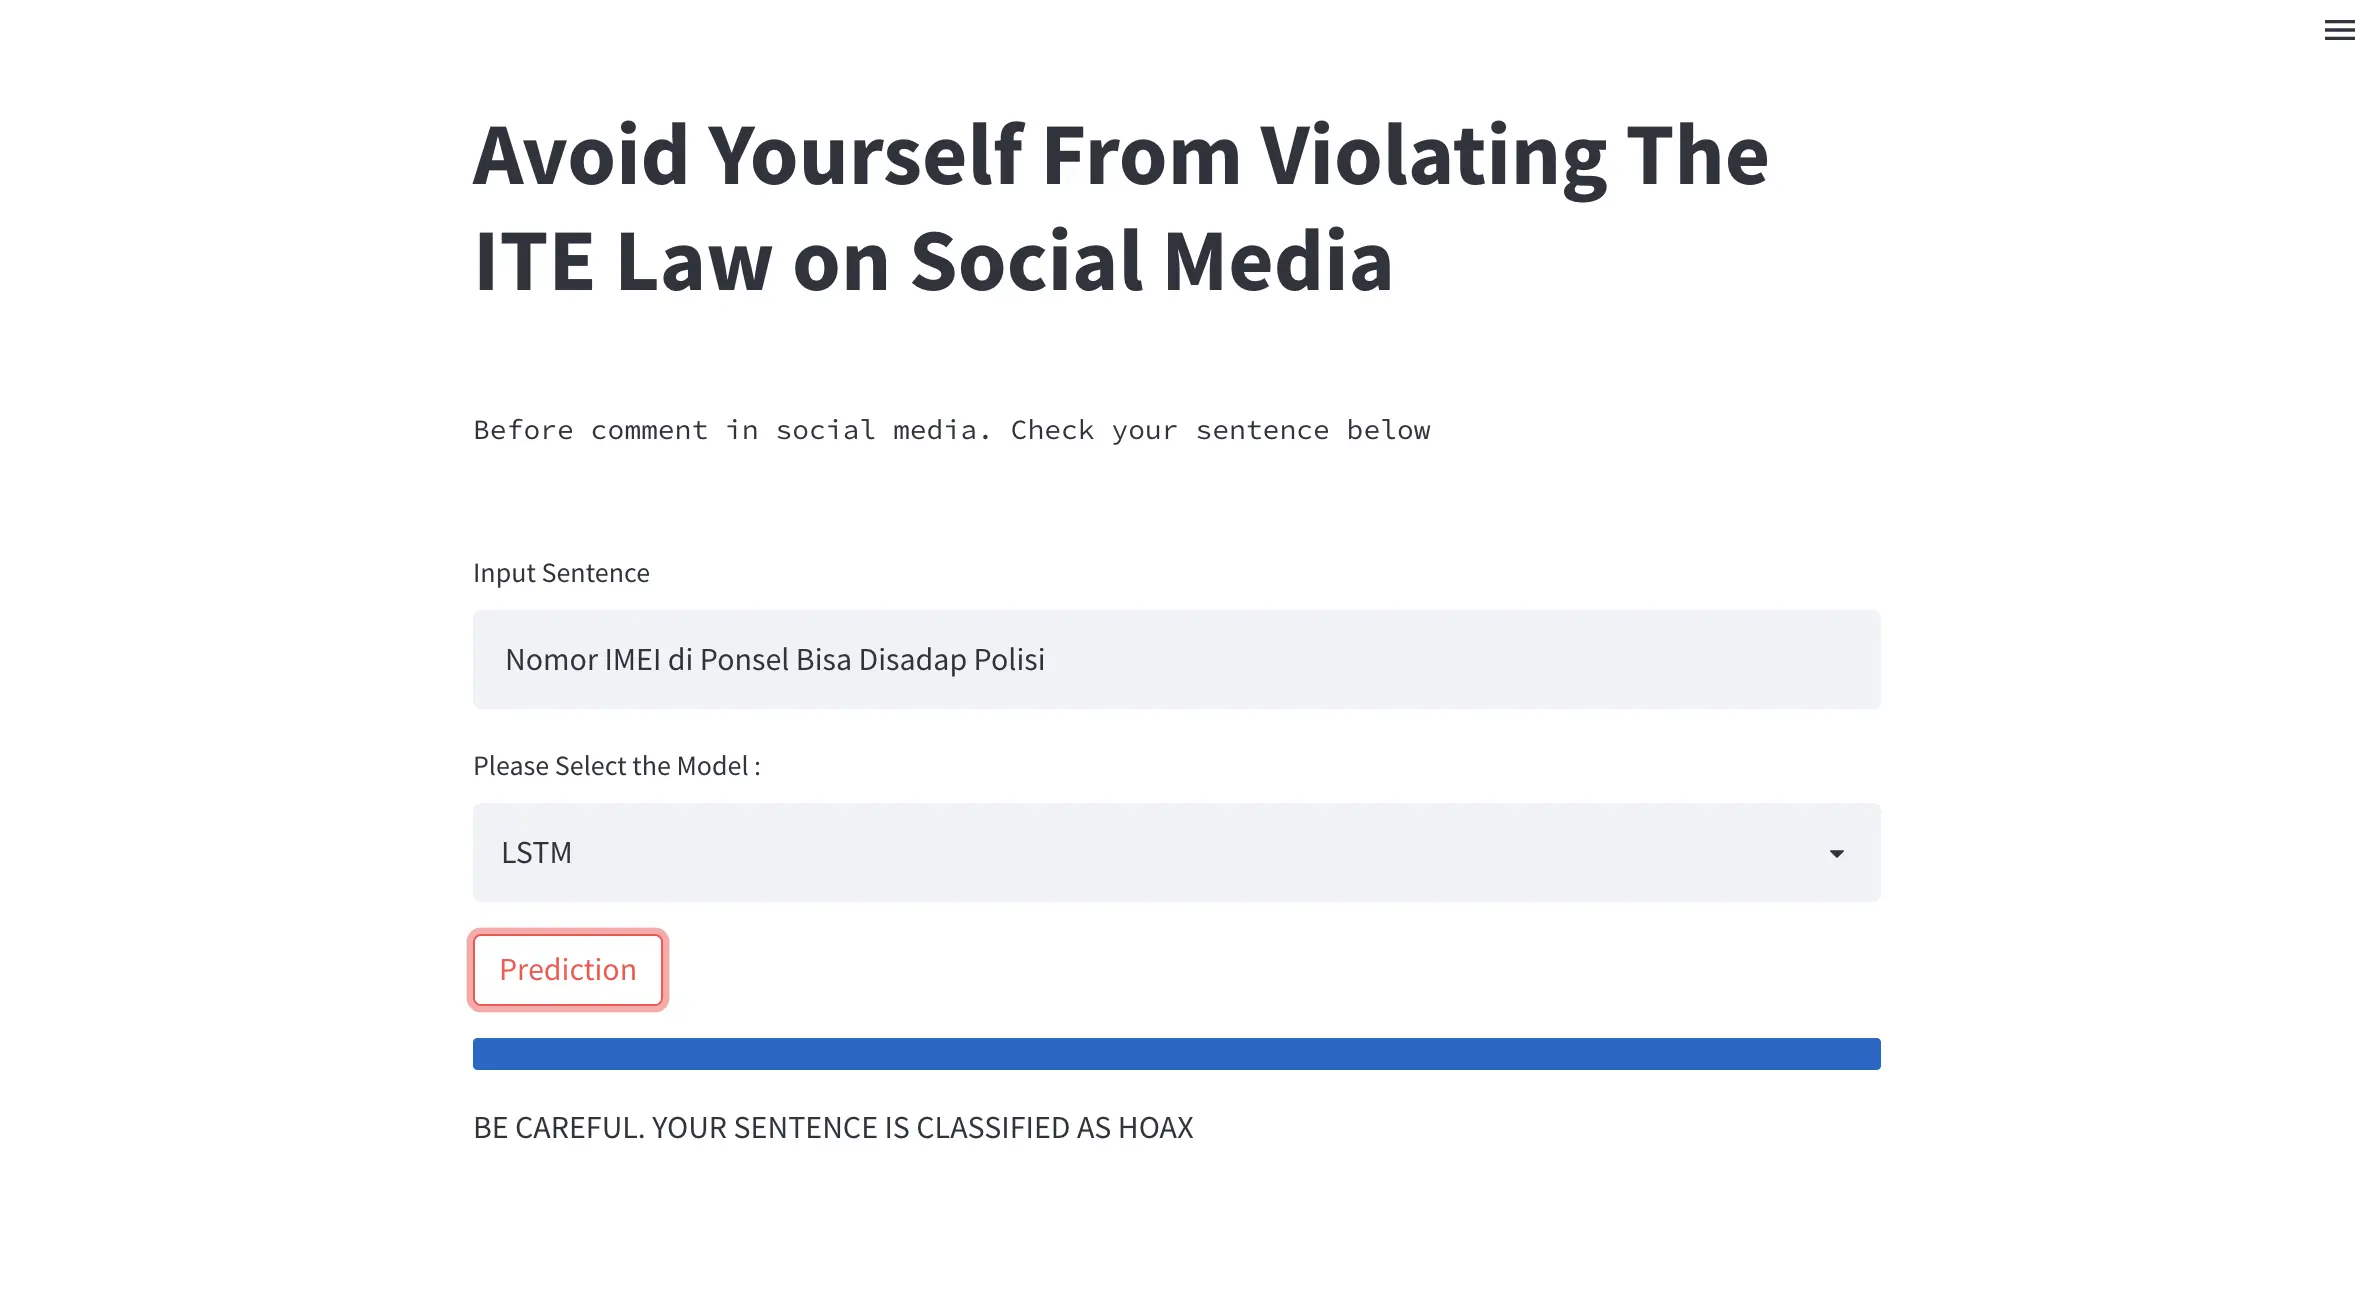 Avoid Yourself From Violating The
ITE Law on Social Media
Before comment in social media. Check your sentence below
Input Sentence
Nomor IMEI di Ponsel Bisa Disadap Polisi
Please Select the Model :
LSTM
Prediction
BE CAREFUL. YOUR SENTENCE IS CLASSIFIED AS HOAX